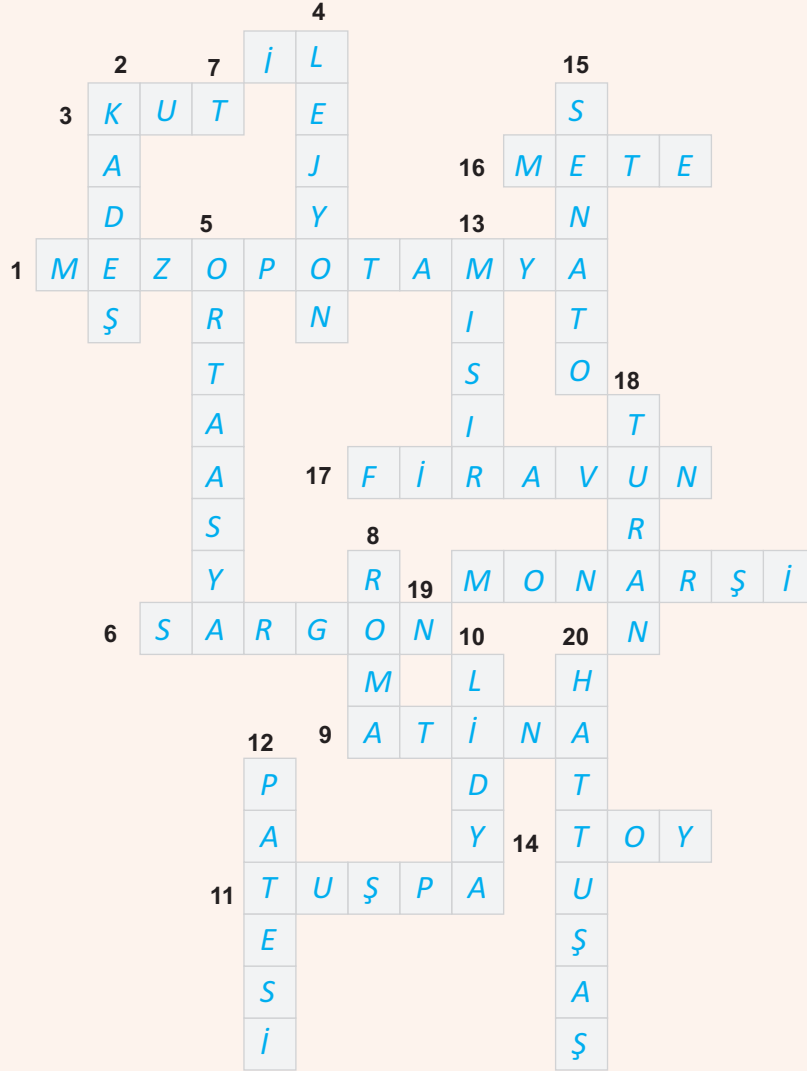 4
İ L
2 7 15
3 K U T E S
A J 16 M E T E
D Y N
5 13
1 M E Z O P O T A M Y A
Ş R N I T
T S O 18
A I T
A 17 F İ R A V U N
S 8 R
Y R 19 M O N A R Ş İ
6 S A R G O N 10 20 N
M L H
12 9 A T İ N A
P D T
A Y 14 T O Y
11 T U Ş P A U
E Ş
S A
İ Ş